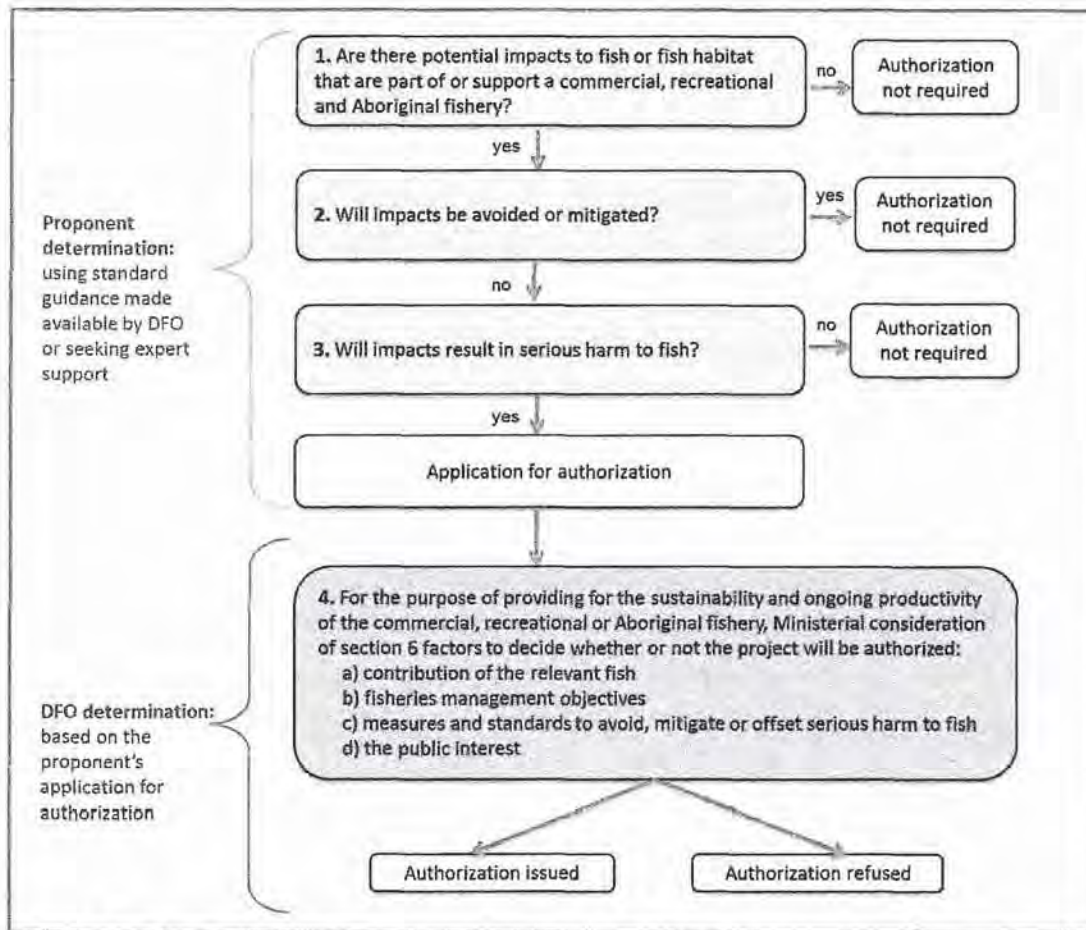 1. Are there potential impacts to fish or fish habitat
that are part of or support a commercial, recreational
and Aboriginal fishery?
no
Authorization
not required
yes
2. Will impacts be avoided or mitigated?
yes
Authorization
not required
Proponent
determination:
using standard
guidance made
available by DFO
or seeking expert
support
no
3. Will impacts result in serious harm to fish?
no
Authorization
not required
yes
Application for authorization
4. For the purpose of providing for the sustainability and ongoing productivity
of the commercial, recreational or Aboriginal fishery, Ministerial consideration
of section 6 factors to decide whether or not the project will be authorized:
a) contribution of the relevant fish
b) fisheries management objectives
c) measures and standards to avoid, mitigate or offset serious harm to fish
d) the public interest
DFO determination:
based on the
proponent's
application for
authorization
Authorization issued
Authorization refused